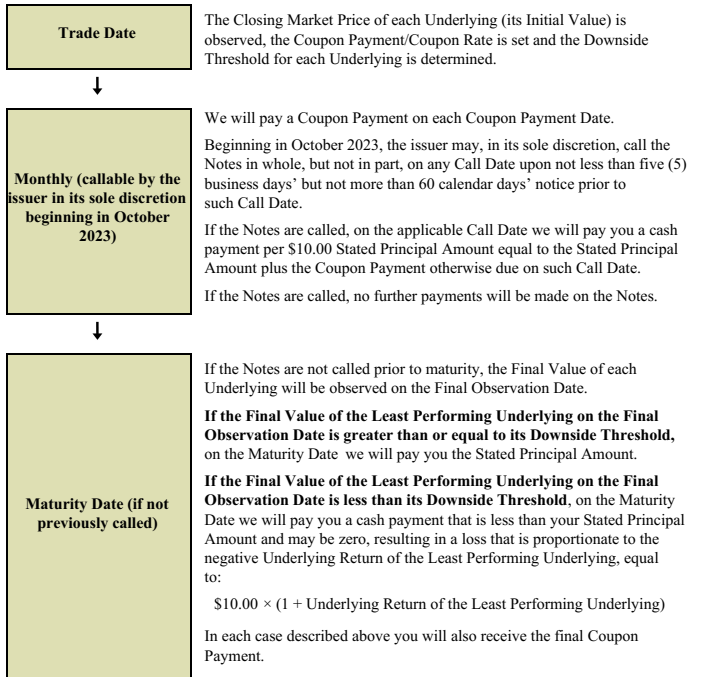 Trade Date
The Closing Market Price of each Underlying (its Initial Value) is
observed, the Coupon Payment/Coupon Rate is set and the Downside
Threshold for each Underlying is determined.
Monthly (callable by the
issuer in its sole discretion
beginning in October
2023)
We will pay a Coupon Payment on each Coupon Payment Date.
Beginning in October 2023, the issuer may, in its sole discretion, call the
Notes in whole, but not in part, on any Call Date upon not less than five (5)
business days’ but not more than 60 calendar days’ notice prior to
such Call Date.
If the Notes are called, on the applicable Call Date we will pay you a cash
payment per $10.00 Stated Principal Amount equal to the Stated Principal
Amount plus the Coupon Payment otherwise due on such Call Date.
If the Notes are called, no further payments will be made on the Notes.
Maturity Date (if not
previously called)
If the Notes are not called prior to maturity, the Final Value of each
Underlying will be observed on the Final Observation Date.
If the Final Value of the Least Performing Underlying on the Final
Observation Date is greater than or equal to its Downside Threshold,
on the Maturity Date we will pay you the Stated Principal Amount.
If the Final Value of the Least Performing Underlying on the Final
Observation Date is less than its Downside Threshold, on the Maturity
Date we will pay you a cash payment that is less than your Stated Principal
Amount and may be zero, resulting in a loss that is proportionate to the
negative Underlying Return of the Least Performing Underlying, equal
to:
$10.00 × (1 + Underlying Return of the Least Performing Underlying)
In each case described above you will also receive the final Coupon
Payment.